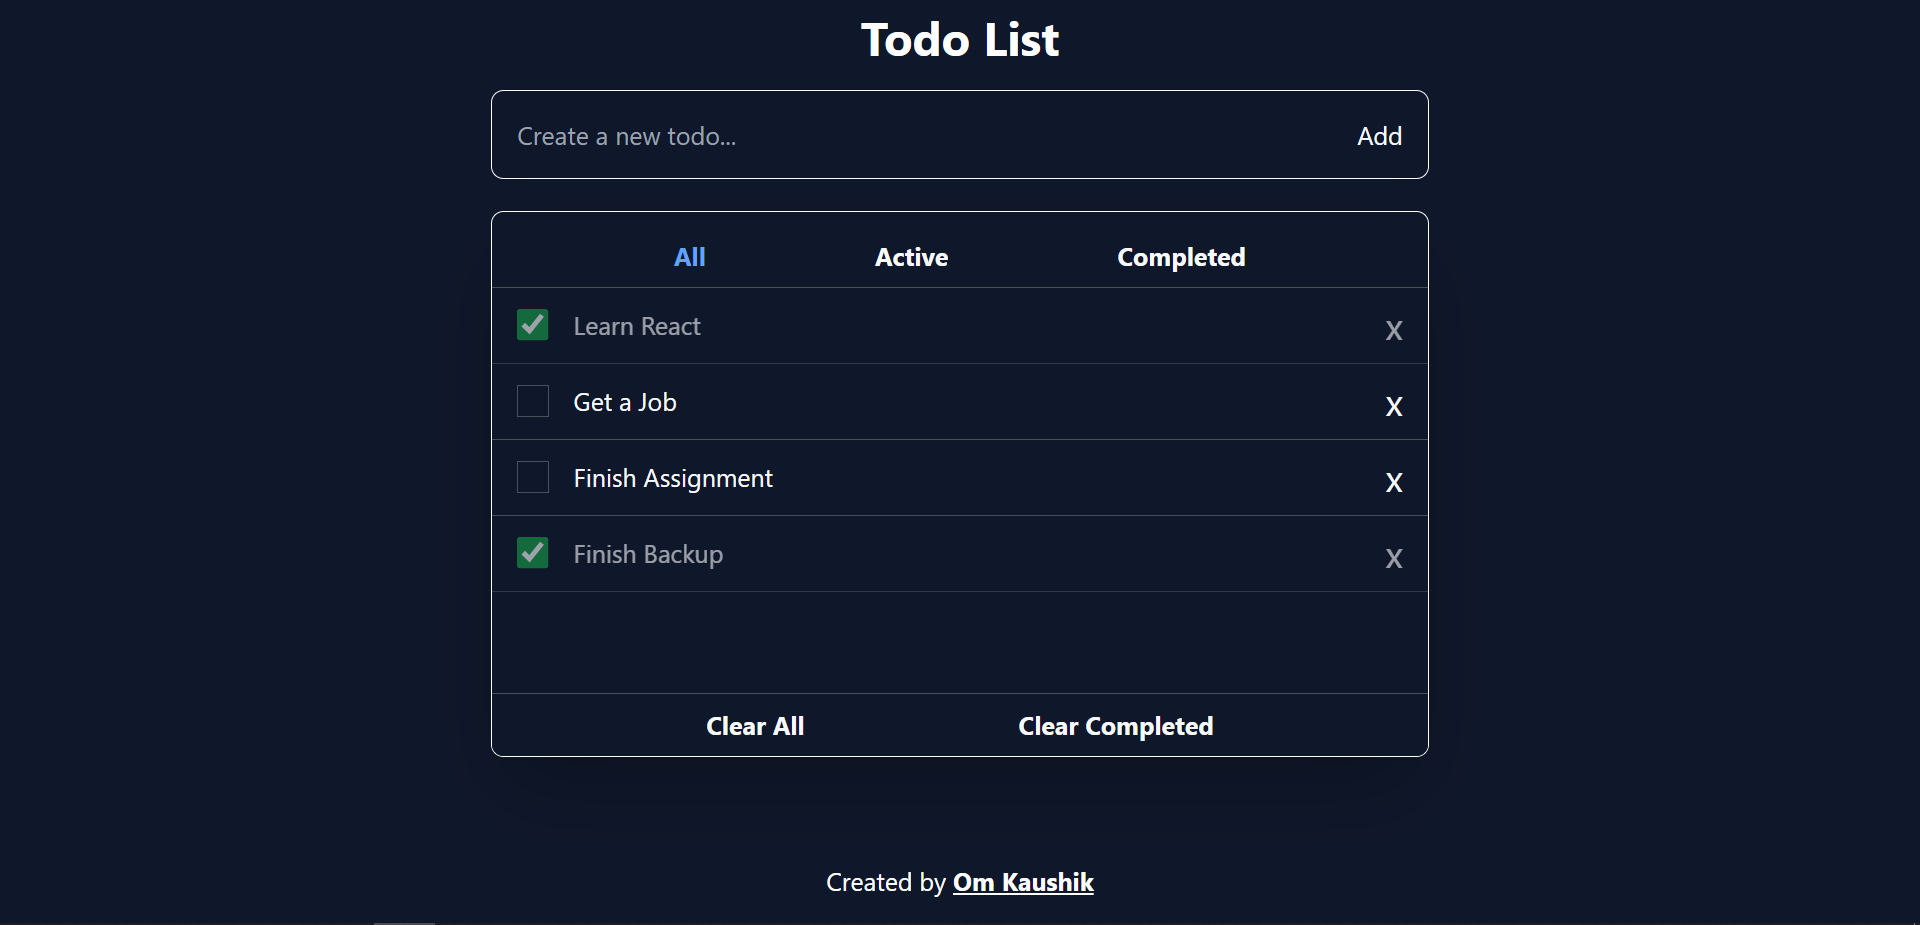 Todo List
Create a new todo... Add
All Active Completed
Learn React X
Get a Job X
Finish Assignment X
Finish Backup X
Clear All Clear Completed
Created by Om Kaushik